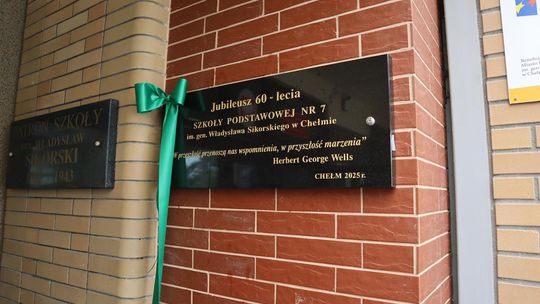 RON SZKOŁY
WŁADYSŁAW
SIKORSKI
1943
Jubileusz 60 - lecia
SZKOŁY PODSTAWOWEJ NR 7
im. gen. Władysława Sikorskiego w Chełmie
"W przeszłość przenoszą nas wspomnienia, w przyszłość marzenia."
Herbert George Wells
CHEŁM 2025 r.